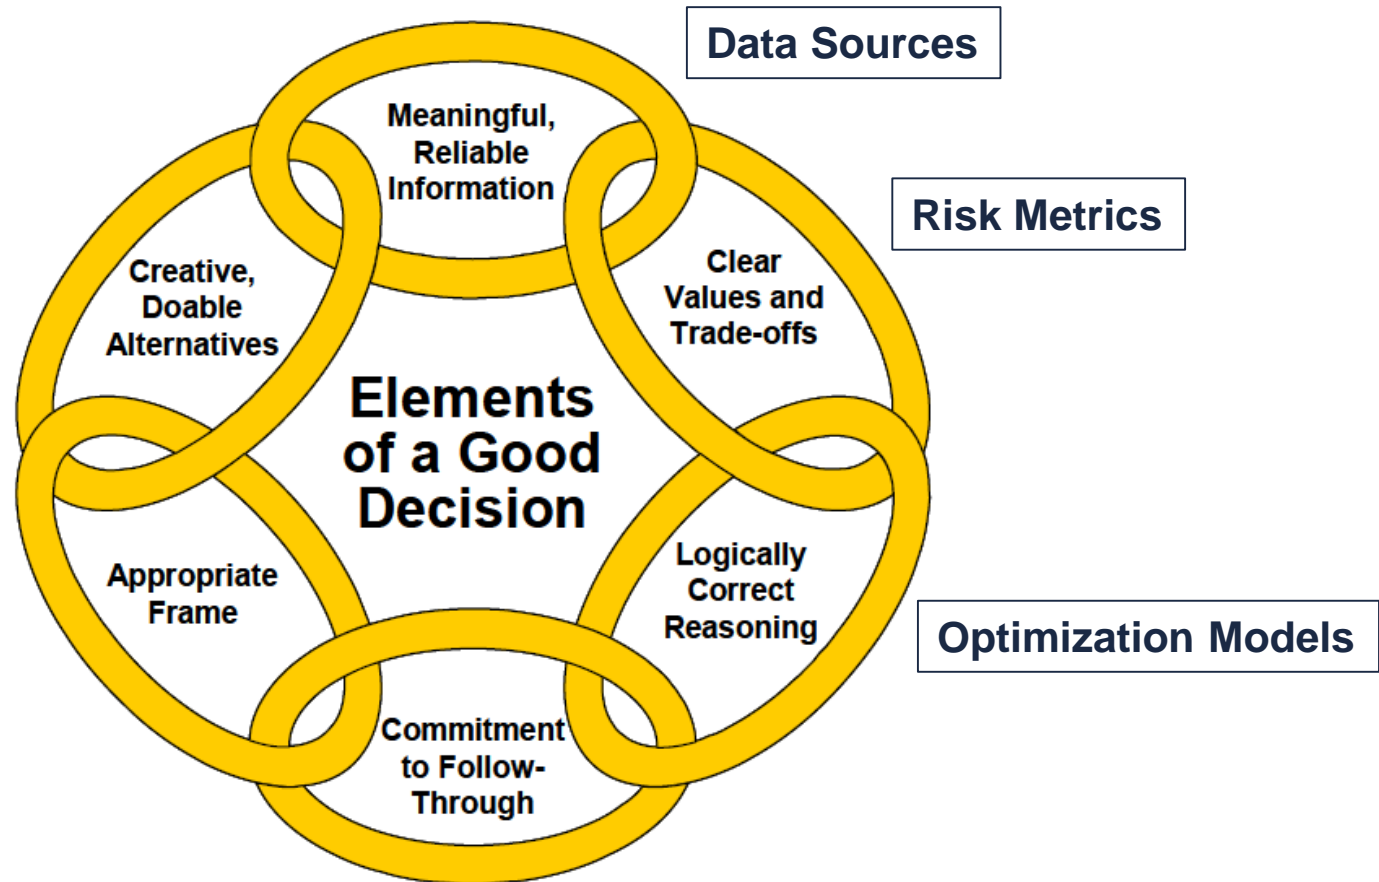 Data Sources
Meaningful,
Reliable
Information
Risk Metrics
Clear
Values and
Trade-offs
Creative,
Doable
Alternatives
Elements
of a Good
Decision
Logically
Correct
Reasoning
Appropriate
Frame
Optimization Models
Commitment
to Follow-
Through